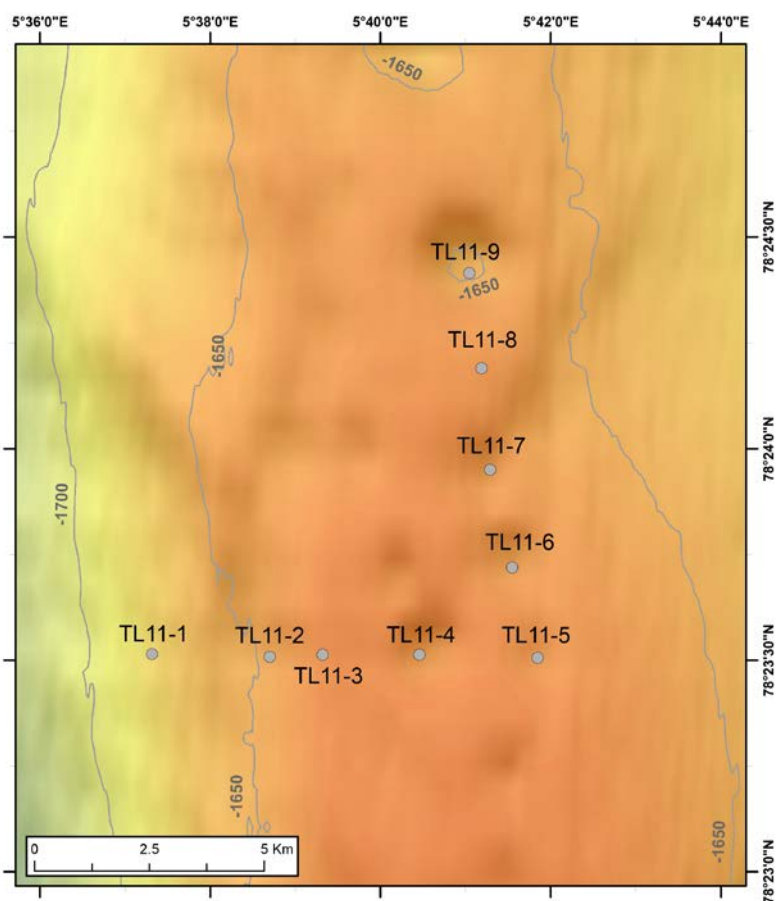 5°36'0"E 5°38'0"E 5°40'0"E 5°42'0"E 5°44'0"E
-1650
78°24'30"N
TL11-9
-1650
TL11-8
-1650
78°24'0"N
TL11-7
-1700
TL11-6
TL11-1 TL11-2 TL11-4 TL11-5
TL11-3
78°23'30"N
-1650
-1650
0 2.5 5 Km
78°23'0"N